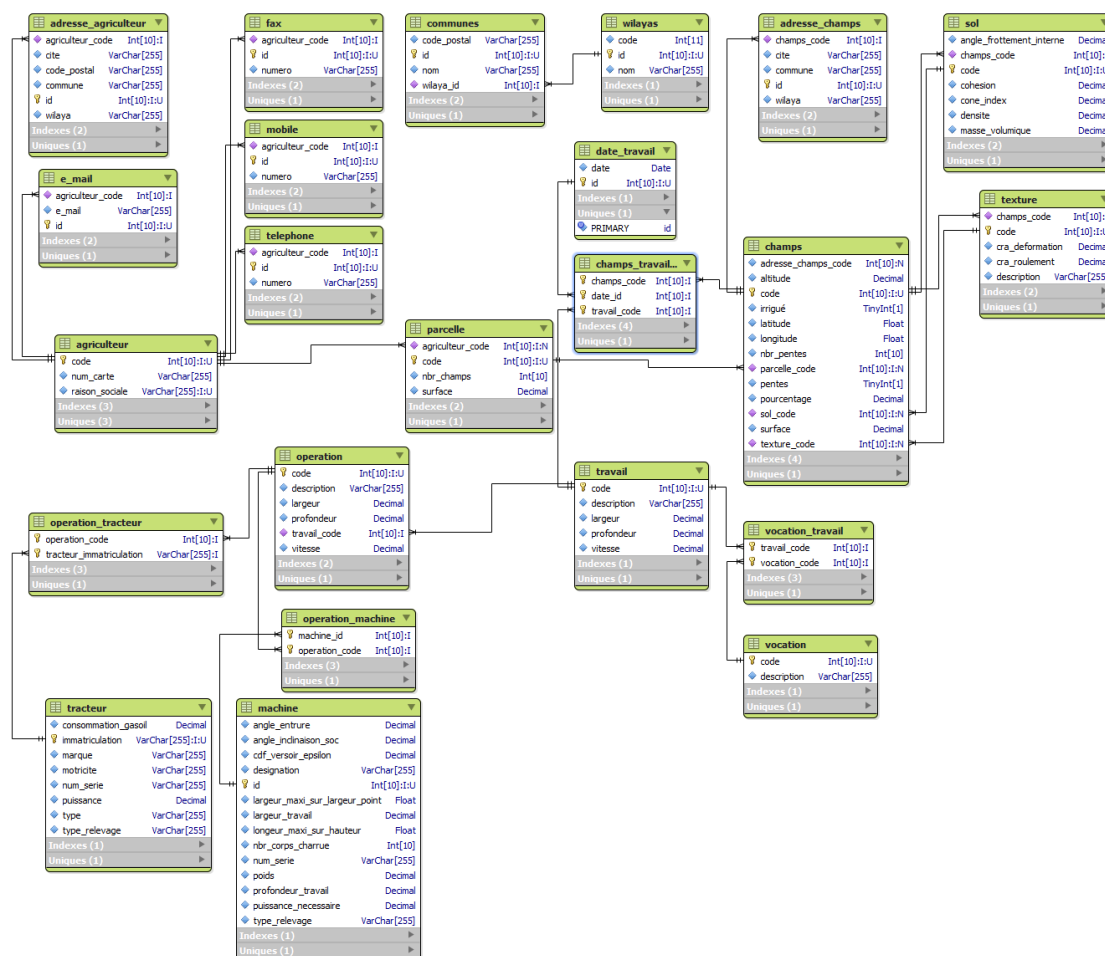 adresse_agriculteur
agriculteur_code Int[10]:I
cite VarChar[255]
code_postal VarChar[255]
commune VarChar[255]
id Int[10]:I:U
wilaya VarChar[255]
Indexes (2)
Uniques (1)
fax
agriculteur_code Int[10]:I
id Int[10]:I:U
numero VarChar[255]
Indexes (2)
Uniques (1)
communes
code_postal VarChar[255]
id Int[10]:I:U
nom VarChar[255]
wilaya_id Int[10]:I
Indexes (2)
Uniques (1)
wilayas
code Int[11]
id Int[10]:I:U
nom VarChar[255]
Indexes (1)
Uniques (1)
adresse_champs
champs_code Int[10]:I
cite VarChar[255]
commune VarChar[255]
id Int[10]:I:U
wilaya VarChar[255]
Indexes (2)
Uniques (1)
sol
angle_frottement_interne Decima
champs_code Int[10]:
code Int[10]:I:U
cohesion Decima
cone_index Decima
densite Decima
masse_volumique Decima
Indexes (2)
Uniques (1)
e_mail
agriculteur_code Int[10]:I
e_mail VarChar[255]
id Int[10]:I:U
Indexes (2)
Uniques (1)
mobile
agriculteur_code Int[10]:I
id Int[10]:I:U
numero VarChar[255]
Indexes (2)
Uniques (1)
date_travail
date Date
id Int[10]:I:U
Indexes (1)
Uniques (1)
PRIMARY id
texture
champs_code Int[10]:
code Int[10]:I:U
cra_deformation Decima
cra_roulement Decima
description VarChar[255]
Indexes (2)
Uniques (1)
telephone
agriculteur_code Int[10]:I
id Int[10]:I:U
numero VarChar[255]
Indexes (2)
Uniques (1)
champs_travail...
champs_code Int[10]:I
date_id Int[10]:I
travail_code Int[10]:I
Indexes (4)
Uniques (1)
champs
adresse_champs_code Int[10]:N
altitude Decimal
code Int[10]:I:U
irrigué TinyInt[1]
latitude Float
longitude Float
nbr_pentes Int[10]
parcelle_code Int[10]:I:N
pentes TinyInt[1]
pourcentage Decimal
sol_code Int[10]:I:N
surface Decimal
texture_code Int[10]:I:N
Indexes (4)
Uniques (1)
agriculteur
code Int[10]:I:U
num_carte VarChar[255]
raison_sociale VarChar[255]:I:U
Indexes (3)
Uniques (3)
parcelle
agriculteur_code Int[10]:I:N
code Int[10]:I:U
nbr_champs Int[10]
surface Decimal
Indexes (2)
Uniques (1)
operation
code Int[10]:I:U
description VarChar[255]
largeur Decimal
profondeur Decimal
travail_code Int[10]:I
vitesse Decimal
Indexes (2)
Uniques (1)
travail
code Int[10]:I:U
description VarChar[255]
largeur Decimal
profondeur Decimal
vitesse Decimal
Indexes (1)
Uniques (1)
operation_tracteur
operation_code Int[10]:I
tracteur_immatriculation VarChar[255]:I
Indexes (3)
Uniques (1)
vocation_travail
travail_code Int[10]:I
vocation_code Int[10]:I
Indexes (3)
Uniques (1)
operation_machine
machine_id Int[10]:I
operation_code Int[10]:I
Indexes (3)
Uniques (1)
vocation
code Int[10]:I:U
description VarChar[255]
Indexes (1)
Uniques (1)
tracteur
consommation_gasoil Decimal
immatriculation VarChar[255]:I:U
marque VarChar[255]
motricite VarChar[255]
num_serie VarChar[255]
puissance Decimal
type VarChar[255]
type_relevage VarChar[255]
Indexes (1)
Uniques (1)
machine
angle_entrure Decimal
angle_inclinaison_soc Decimal
cdf_versoir_epsilon Decimal
designation VarChar[255]
id Int[10]:I:U
largeur_maxi_sur_largeur_point Float
largeur_travail Decimal
longeur_maxi_sur_hauteur Float
nbr_corps_charrue Int[10]
num_serie VarChar[255]
poids Decimal
profondeur_travail Decimal
puissance_necessaire Decimal
type_relevage VarChar[255]
Indexes (1)
Uniques (1)